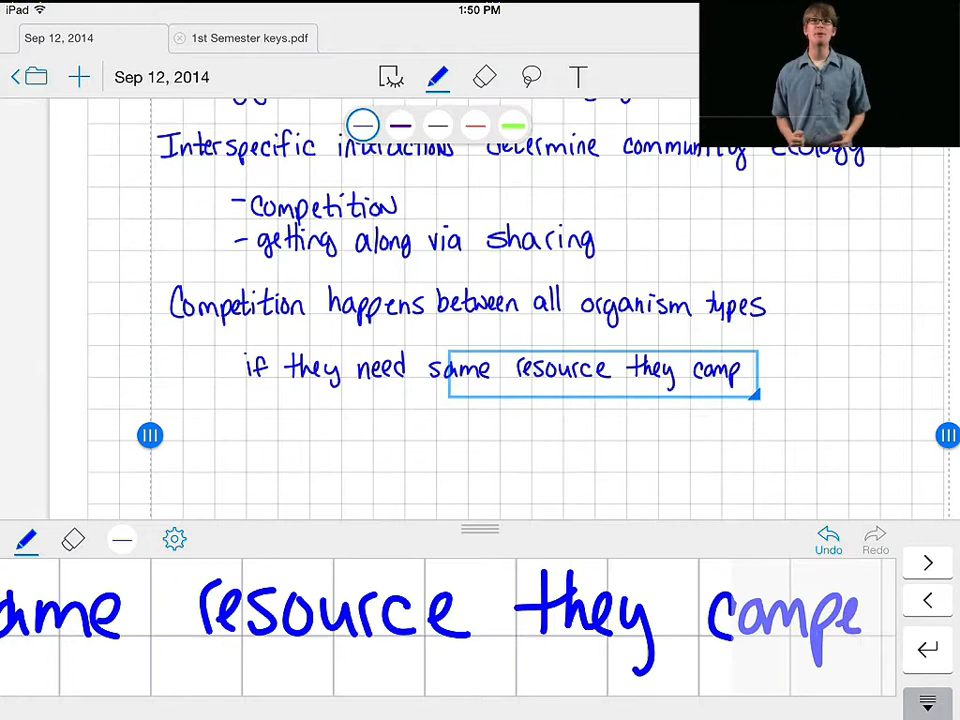 iPad 1:50 PM
Sep 12, 2014 1st Semester keys.pdf
Sep 12, 2014 T
Interspecific interactions determine community ecology
- competition
- getting along via sharing
Competition happens between all organism types
if they need same resource they comp
Undo Redo
ame resource they compe